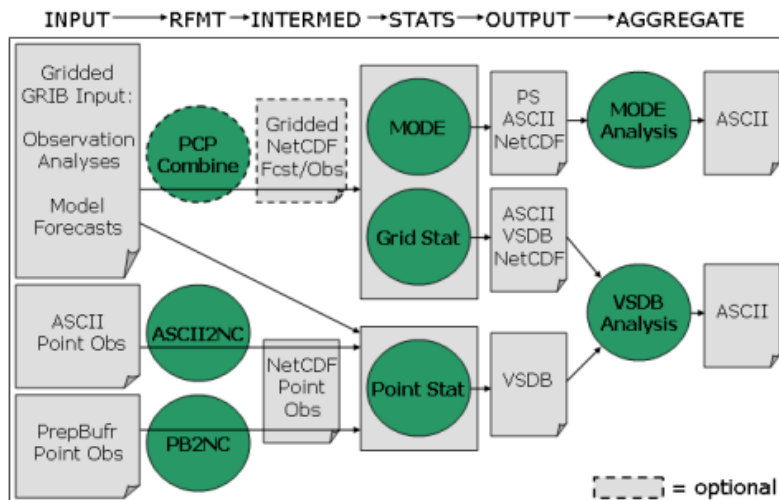 INPUT RFMT INTERMED STATS OUTPUT AGGREGATE
Gridded
GRIB Input:
Observation
Analyses
Model
Forecasts
PCP
Combine
Gridded
NetCDF
Fcst/Obs
MODE
PS
ASCII
NetCDF
MODE
Analysis
ASCII
Grid Stat
ASCII
VSDB
NetCDF
ASCII
Point Obs
ASCII2NC
NetCDF
Point
Obs
Point Stat
VSDB
VSDB
Analysis
ASCII
PrepBufr
Point Obs
PB2NC
= optional